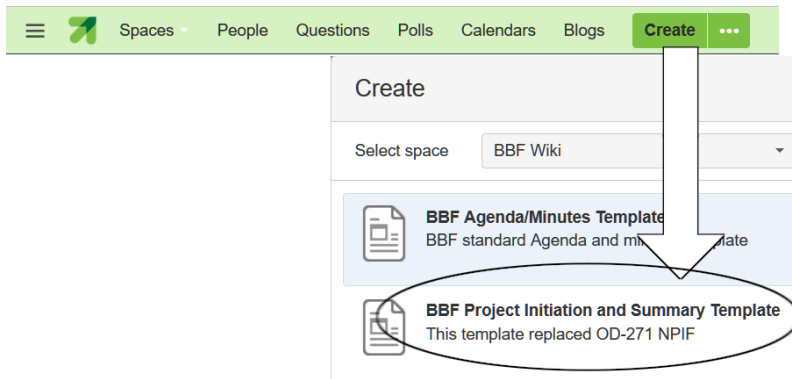 Spaces People Questions Polls Calendars Blogs Create •••
Create
Select space BBF Wiki
BBF Agenda/Minutes Template
BBF standard Agenda and plate
BBF Project Initiation and Summary Template
This template replaced OD-271 NPIF